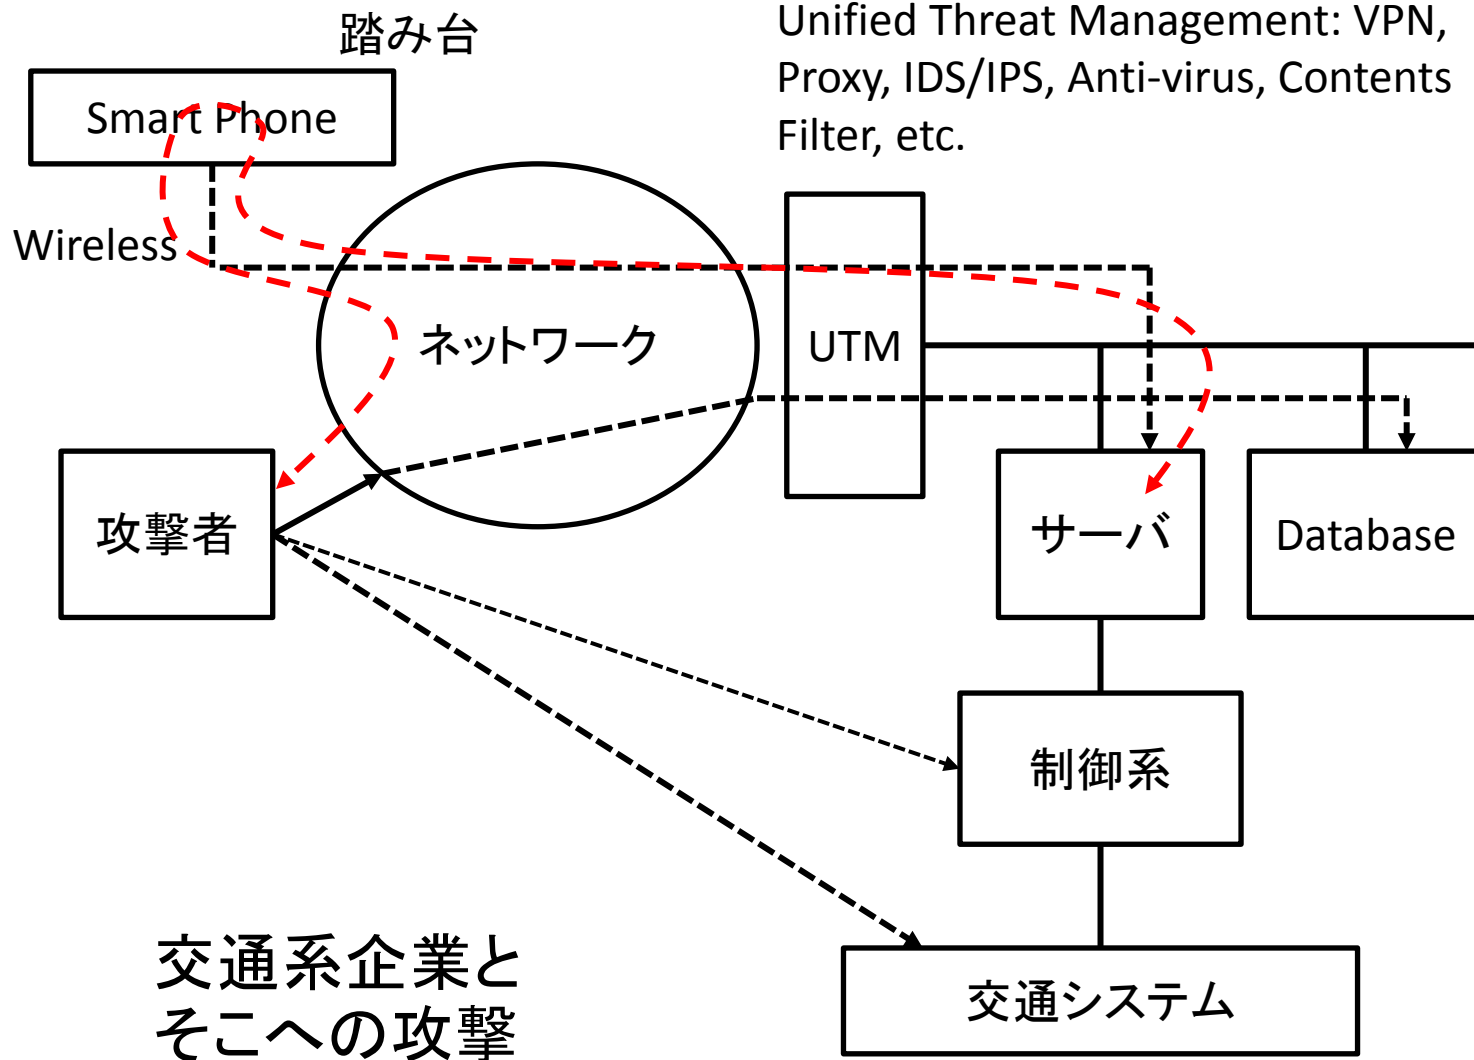 踏み台
Unified Threat Management: VPN,
Proxy, IDS/IPS, Anti-virus, Contents
Filter, etc.
Smart Phone
Wireless
ネットワーク
UTM
攻撃者
サーバ
Database
制御系
交通システム
交通系企業と
そこへの攻撃